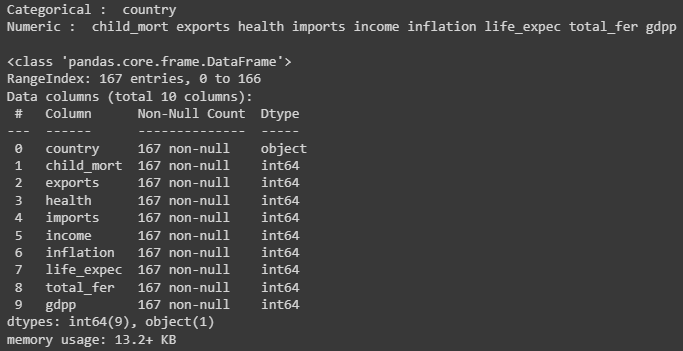 Categorical :  country
Numeric :  child_mort exports health imports income inflation life_expec total_fer gdpp
<class 'pandas.core.frame.DataFrame'>
RangeIndex: 167 entries, 0 to 166
Data columns (total 10 columns):
 #   Column      Non-Null Count  Dtype
---  ------      --------------  -----
 0   country     167 non-null    object
 1   child_mort  167 non-null    int64
 2   exports     167 non-null    int64
 3   health      167 non-null    int64
 4   imports     167 non-null    int64
 5   income      167 non-null    int64
 6   inflation   167 non-null    int64
 7   life_expec  167 non-null    int64
 8   total_fer   167 non-null    int64
 9   gdpp        167 non-null    int64
dtypes: int64(9), object(1)
memory usage: 13.2+ KB